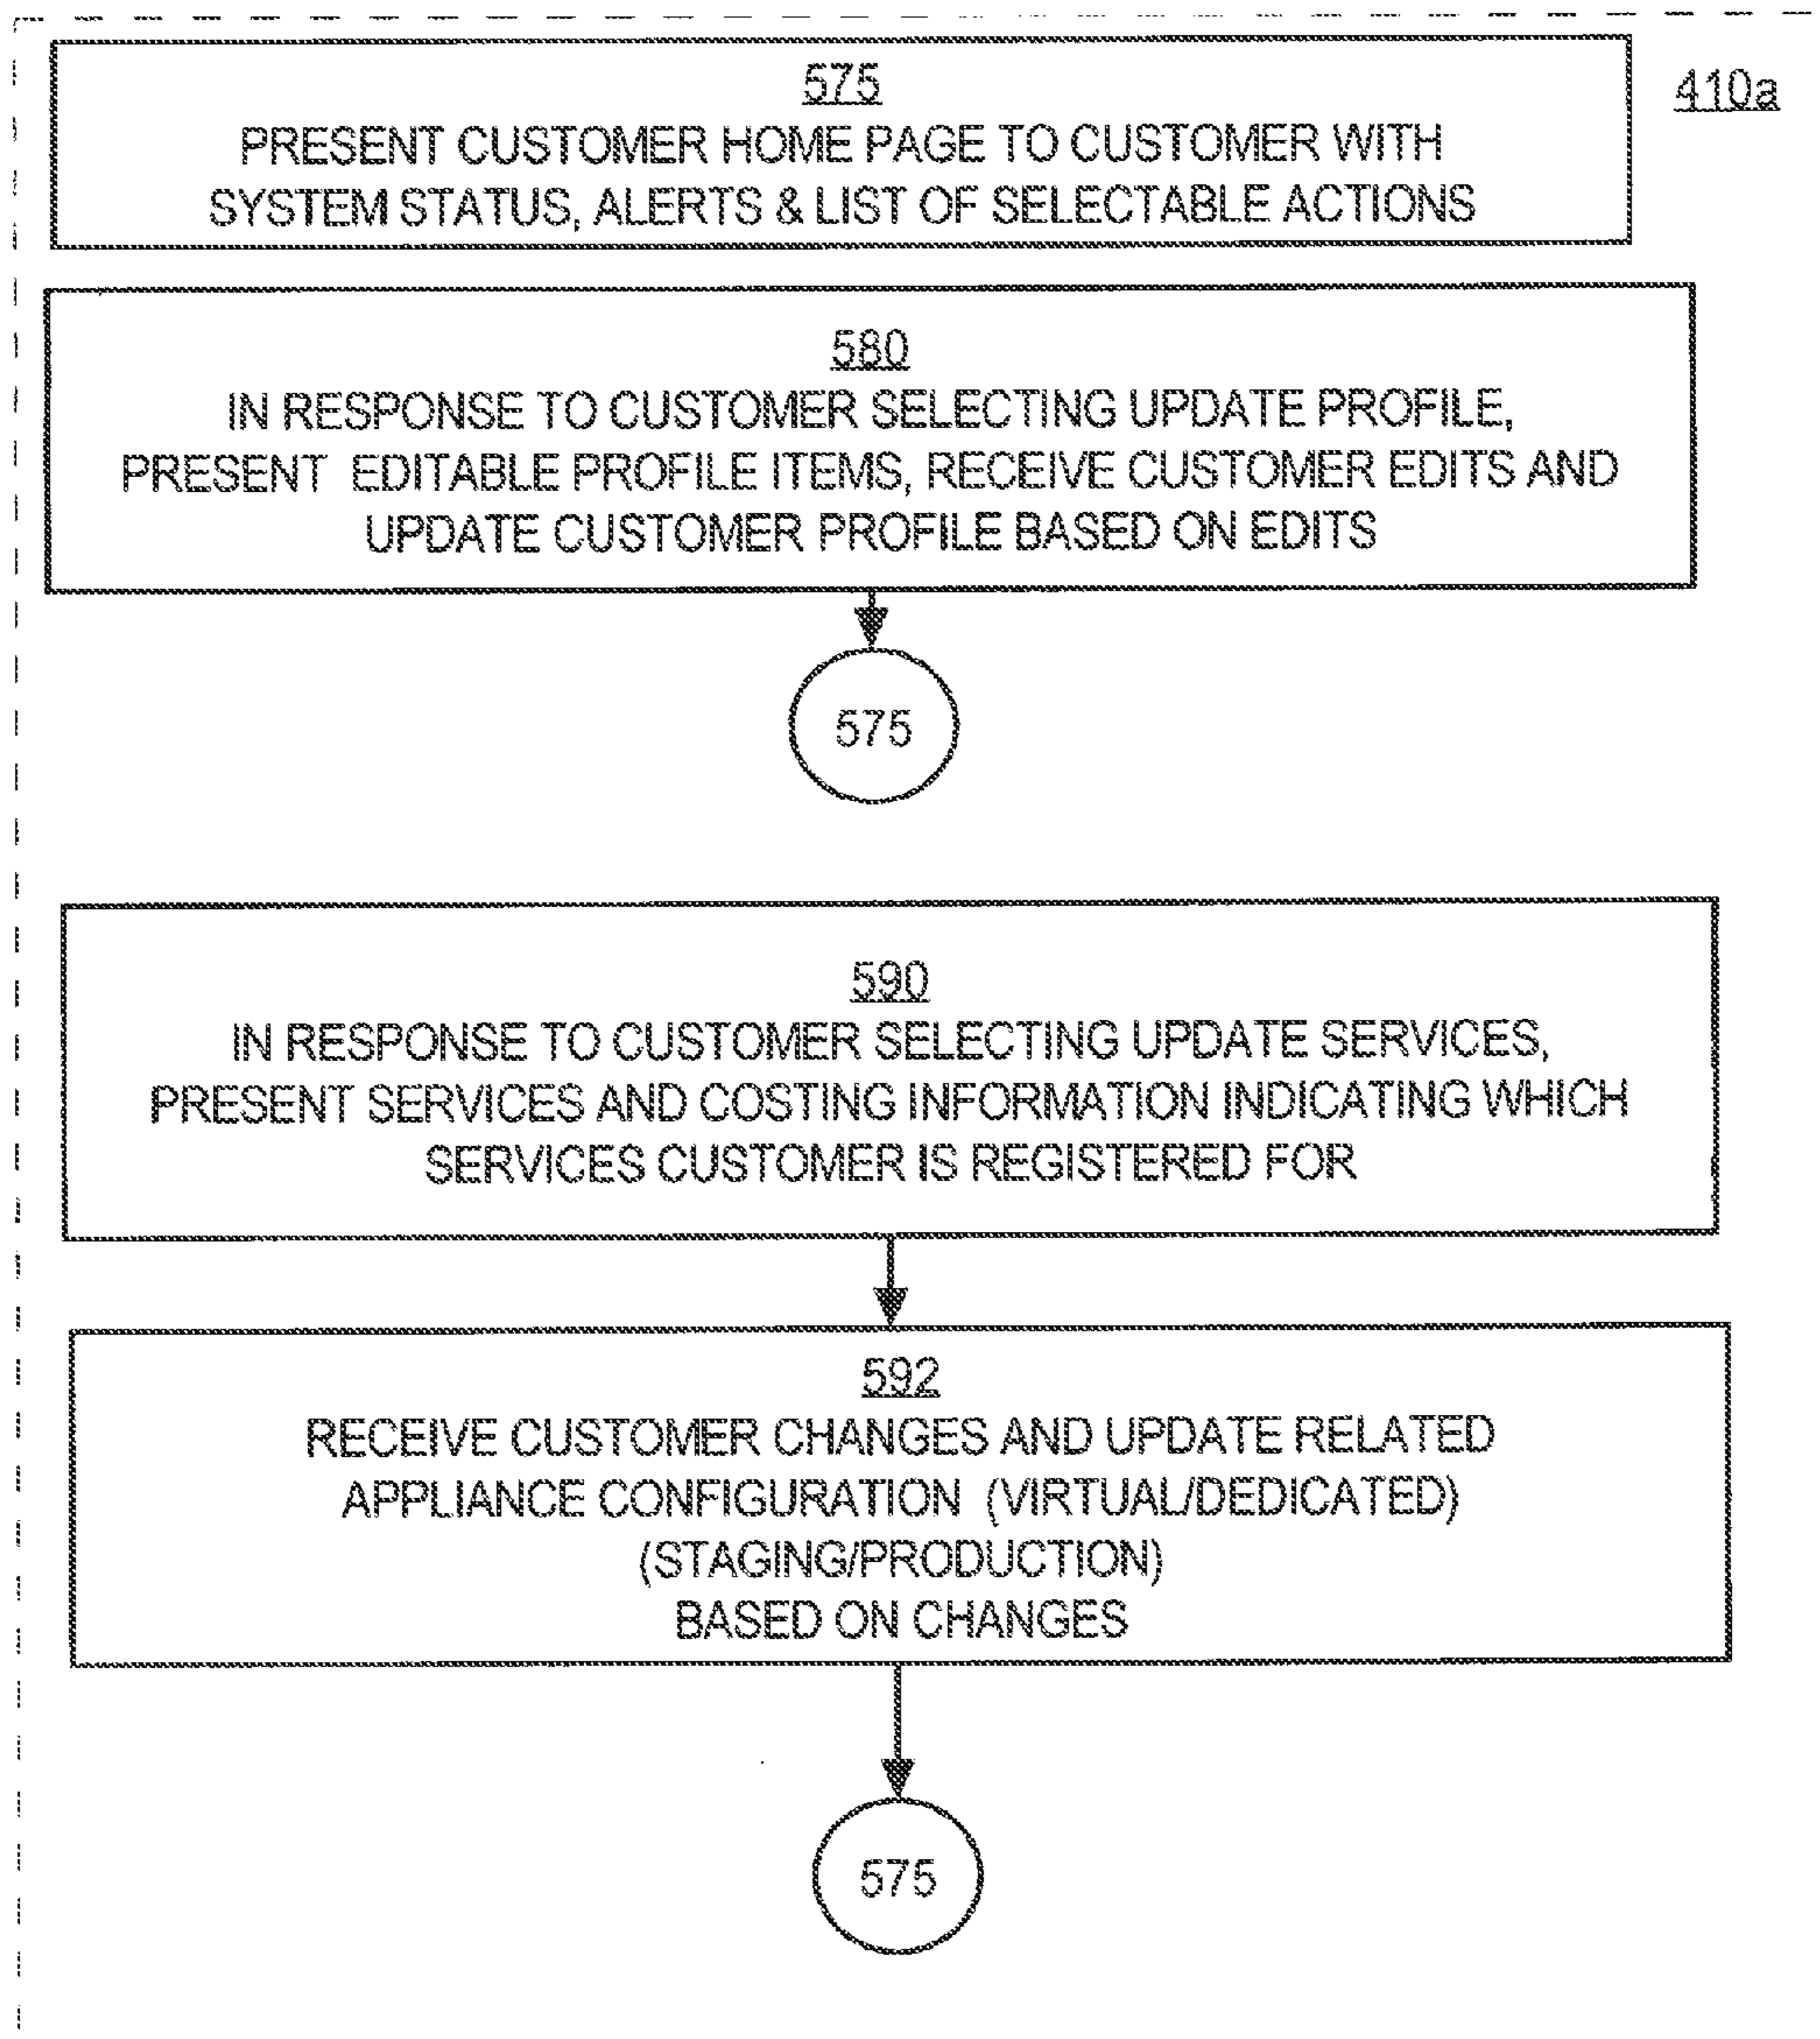 575
410a
PRESENT CUSTOMER HOME PAGE TO CUSTOMER WITH
SYSTEM STATUS, ALERTS & LIST OF SELECTABLE ACTIONS
580
IN RESPONSE TO CUSTOMER SELECTING UPDATE PROFILE,
PRESENT EDITABLE PROFILE ITEMS, RECEIVE CUSTOMER EDITS AND
UPDATE CUSTOMER PROFILE BASED ON EDITS
575
590
IN RESPONSE TO CUSTOMER SELECTING UPDATE SERVICES,
PRESENT SERVICES AND COSTING INFORMATION INDICATING WHICH
SERVICES CUSTOMER IS REGISTERED FOR
592
RECEIVE CUSTOMER CHANGES AND UPDATE RELATED
APPLIANCE CONFIGURATION (VIRTUAL/DEDICATED)
(STAGING/PRODUCTION)
BASED ON CHANGES
575